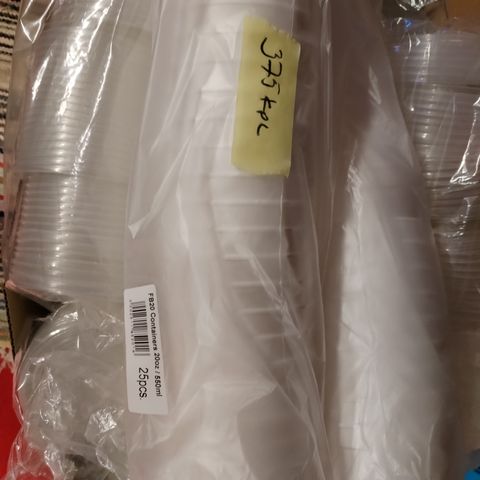 375 kpl
FB20 Containers 20oz / 550ml
25pcs.